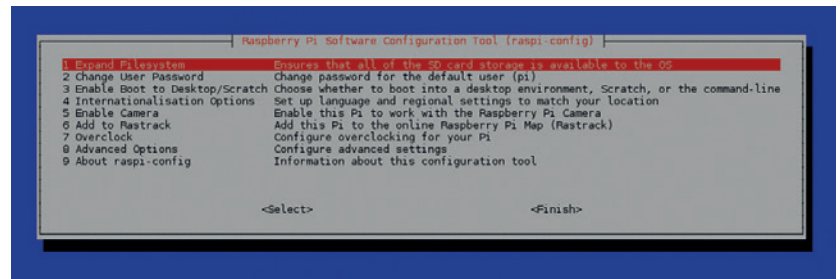 Raspberry Pi Software Configuration Tool (raspi-config)
1 Expand Filesystem Ensures that all of the SD card storage is available to the OS
2 Change User Password Change password for the default user (pi)
3 Enable Boot to Desktop/Scratch Choose whether to boot into a desktop environment, Scratch, or the command-line
4 Internationalisation Options Set up language and regional settings to match your location
5 Enable Camera Enable this Pi to work with the Raspberry Pi Camera
6 Add to Rastrack Add this Pi to the online Raspberry Pi Map (Rastrack)
7 Overclock Configure overclocking for your Pi
8 Advanced Options Configure advanced settings
9 About raspi-config Information about this configuration tool
<Select> <Finish>